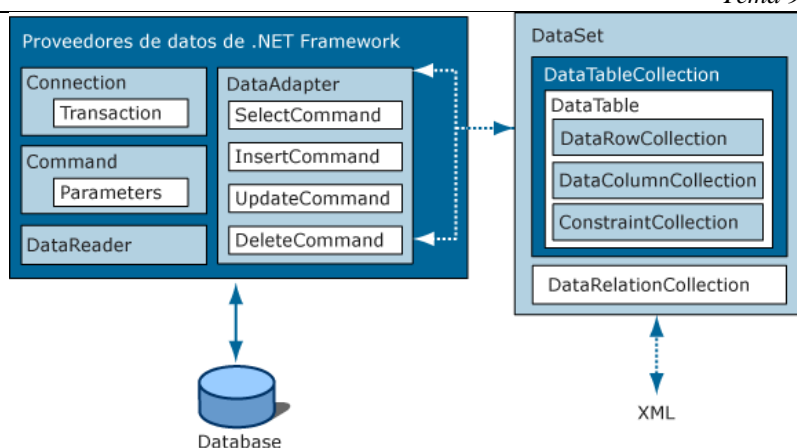 Tema 9
Proveedores de datos de .NET Framework
Connection
Transaction
Command
Parameters
DataReader
DataAdapter
SelectCommand
InsertCommand
UpdateCommand
DeleteCommand
Database
DataSet
DataTableCollection
DataTable
DataRowCollection
DataColumnCollection
ConstraintCollection
DataRelationCollection
XML